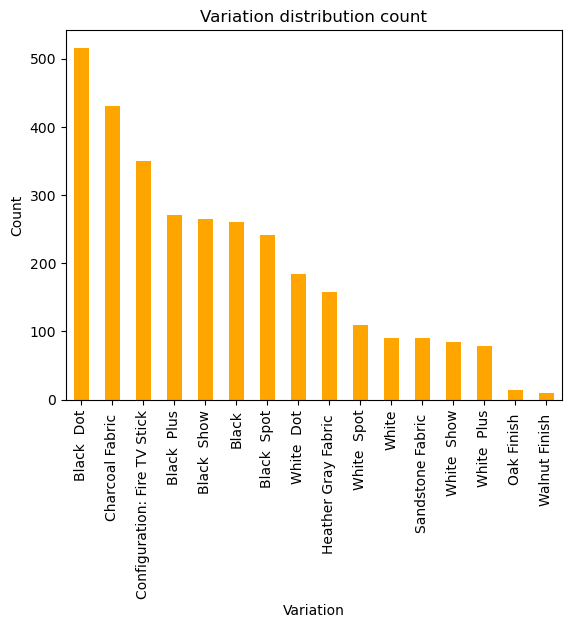 Variation distribution count
Count
500
400
300
200
100
0
Black  Dot
Charcoal Fabric
Configuration: Fire TV Stick
Black  Plus
Black  Show
Black
Black  Spot
White  Dot
Heather Gray Fabric
White  Spot
White
Sandstone Fabric
White  Show
White  Plus
Oak Finish
Walnut Finish
Variation